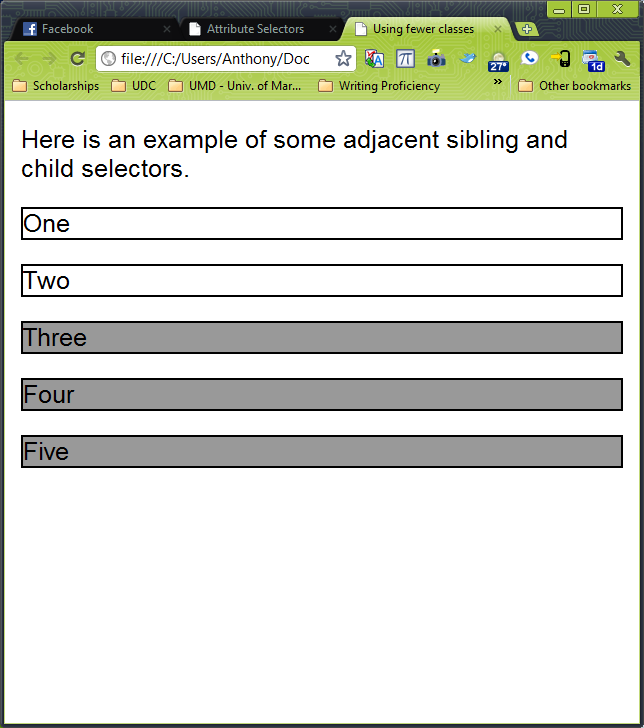 Facebook
Attribute Selectors
Using fewer classes
file:///C:/Users/Anthony/Doc
27°
1d
Scholarships
UDC
UMD - Univ. of Mar...
Writing Proficiency
»
Other bookmarks
Here is an example of some adjacent sibling and
child selectors.
One
Two
Three
Four
Five